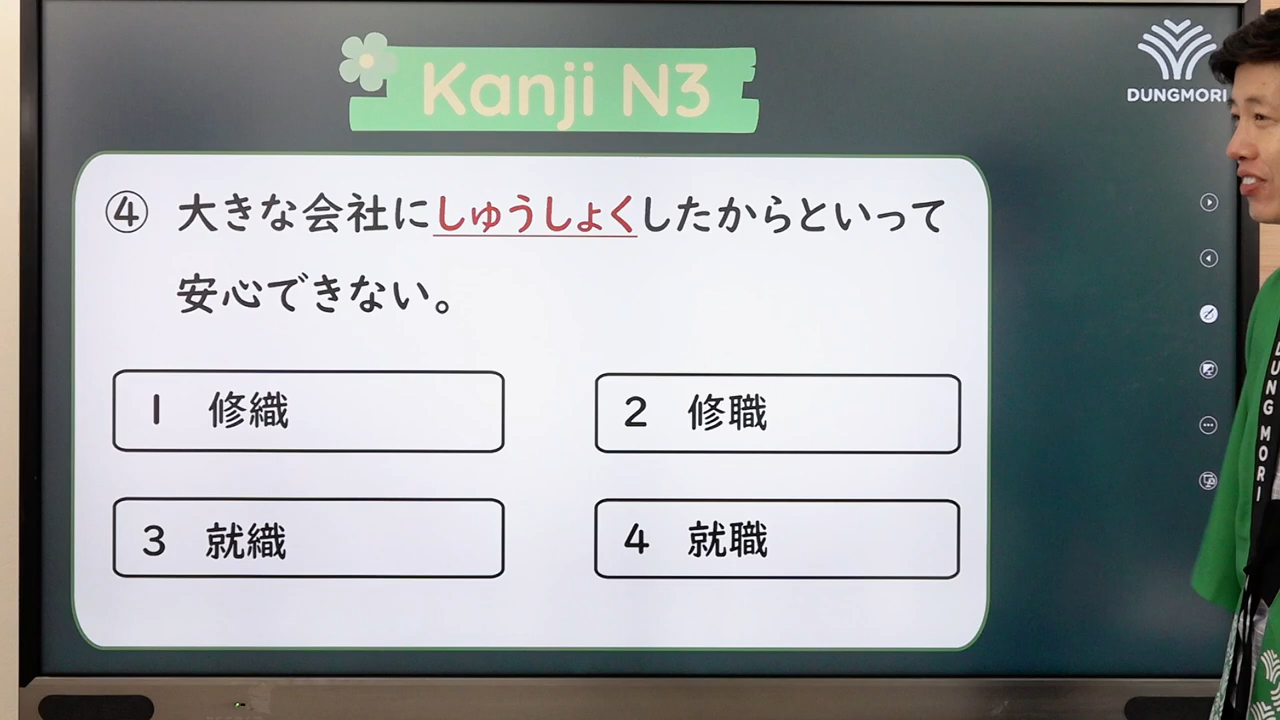 Kanji N3
DUNGMORI
④ 大きな会社にしゅうしょくしたからといって
安心できない。
1 修織
2 修職
3 就織
4 就職
DUNG MORI